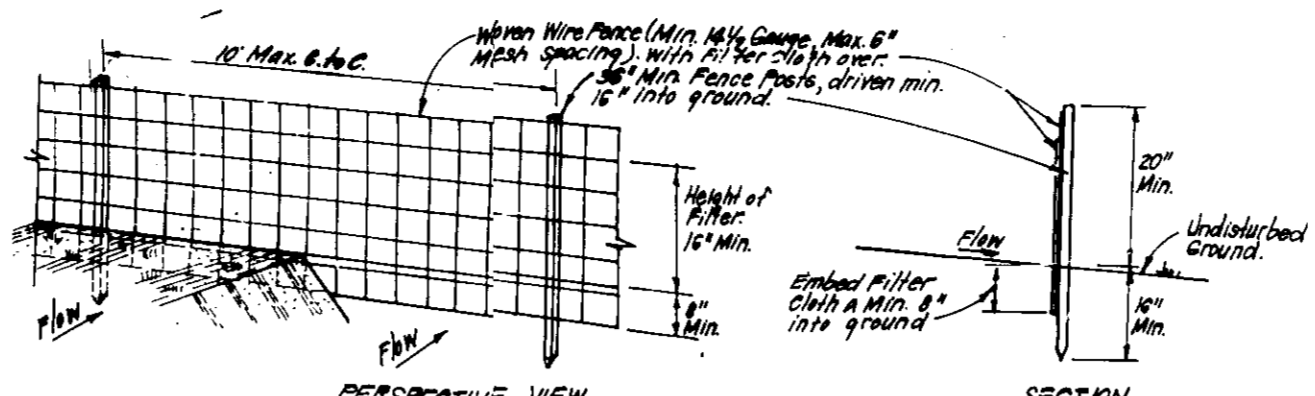 Woven Wire Fence (Min. 14½ Gauge, Max. 6"
Mesh spacing). With Filter Cloth over.
36" Min. Fence Posts, driven min.
16" into ground.
10' Max. C. to C.
Height of
Filter.
16" Min.
8"
Min.
Flow
Flow
PERSPECTIVE VIEW
20"
Min.
Flow
Undisturbed
Ground.
Embed Filter
Cloth A Min. 8"
into ground
16"
Min.
SECTION